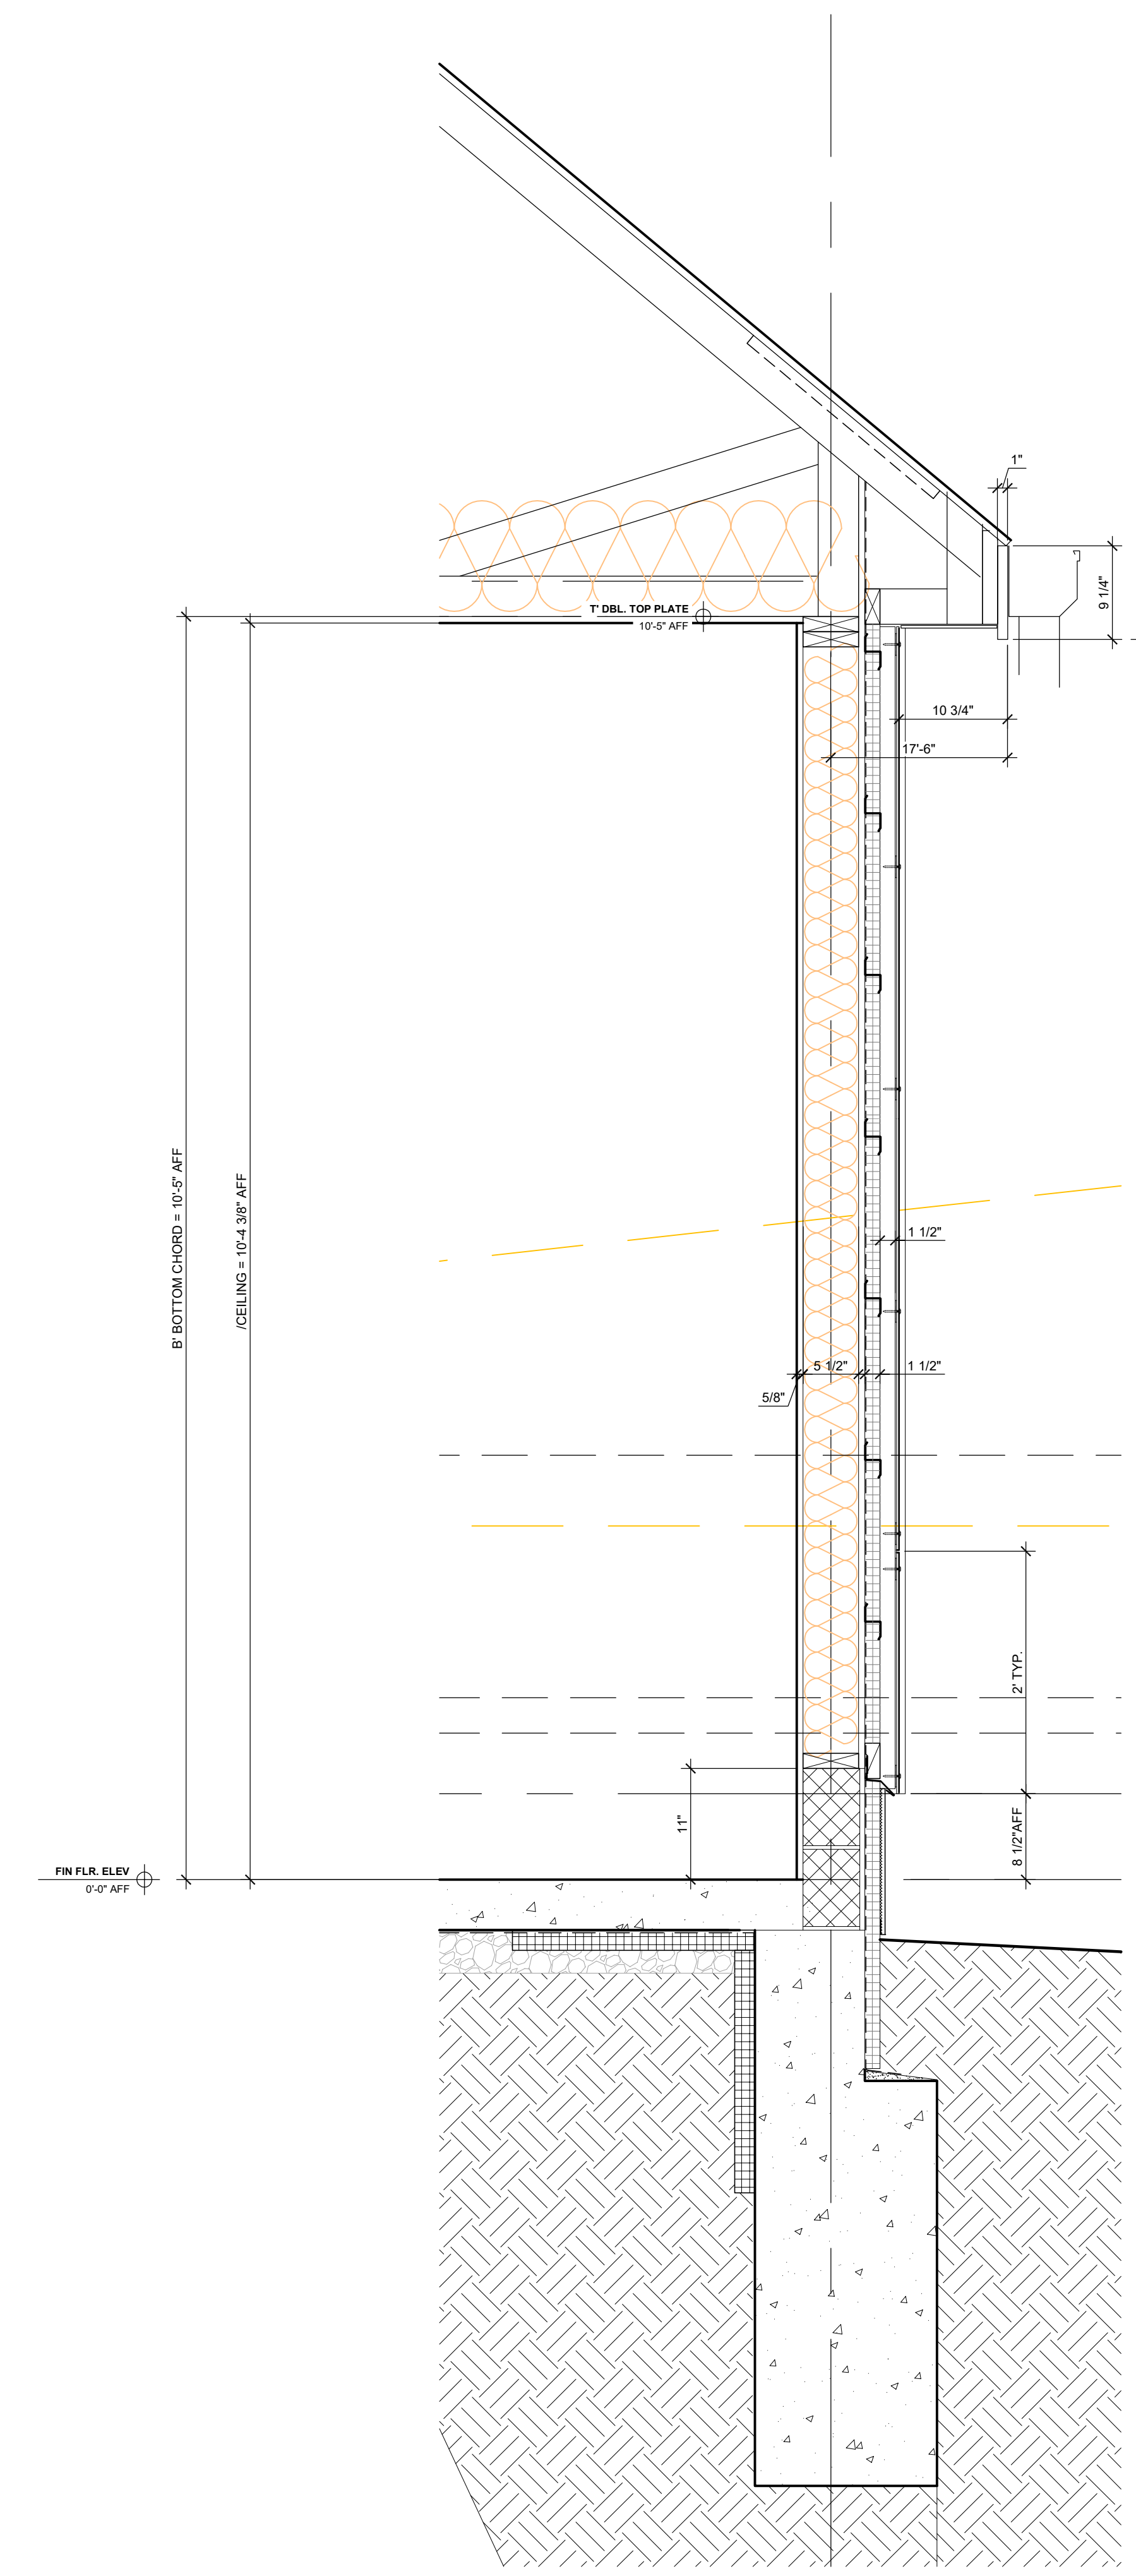 1"
9 1/4"
T' DBL. TOP PLATE
10'-5" AFF
10 3/4"
17'-6"
B' BOTTOM CHORD = 10'-5" AFF
/CEILING = 10'-4 3/8" AFF
1 1/2"
5 1/2"
1 1/2"
5/8"
2' TYP.
11"
8 1/2"AFF
FIN FLR. ELEV
0'-0" AFF